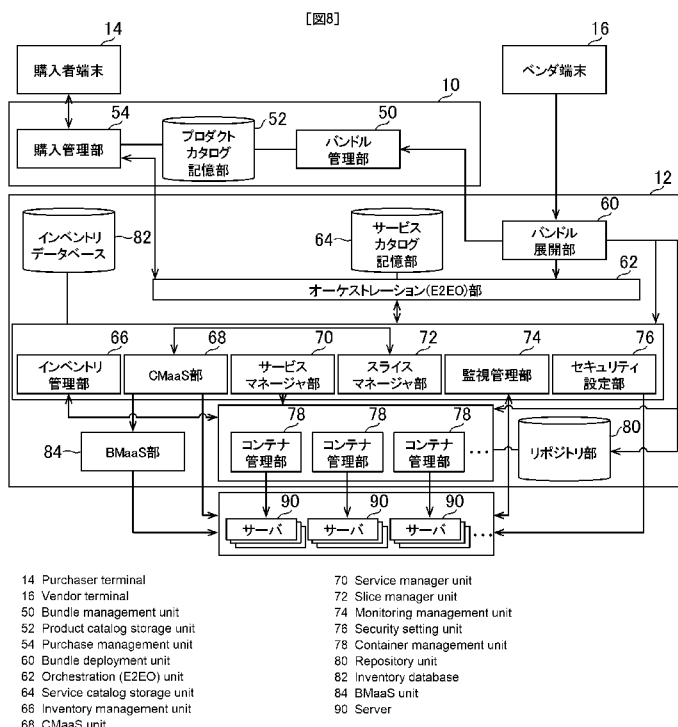 [図8]
14
16
購入者端末
ベンダ端末
10
54
52
50
購入管理部
プロダクト
カタログ
記憶部
バンドル
管理部
12
インベントリ
データベース
82
64
サービス
カタログ
記憶部
60
バンドル
展開部
62
オーケストレーション(E2EO)部
66
68
70
72
74
76
インベントリ
管理部
CMaaS部
サービス
マネージャ部
スライス
マネージャ部
監視管理部
セキュリティ
設定部
78
78
78
80
84
BMaaS部
コンテナ
管理部
コンテナ
管理部
コンテナ
管理部
...
リポジトリ部
90
90
90
サーバ
サーバ
サーバ
...
14 Purchaser terminal
16 Vendor terminal
50 Bundle management unit
52 Product catalog storage unit
54 Purchase management unit
60 Bundle deployment unit
62 Orchestration (E2EO) unit
64 Service catalog storage unit
66 Inventory management unit
68 CMaaS unit
70 Service manager unit
72 Slice manager unit
74 Monitoring management unit
76 Security setting unit
78 Container management unit
80 Repository unit
82 Inventory database
84 BMaaS unit
90 Server